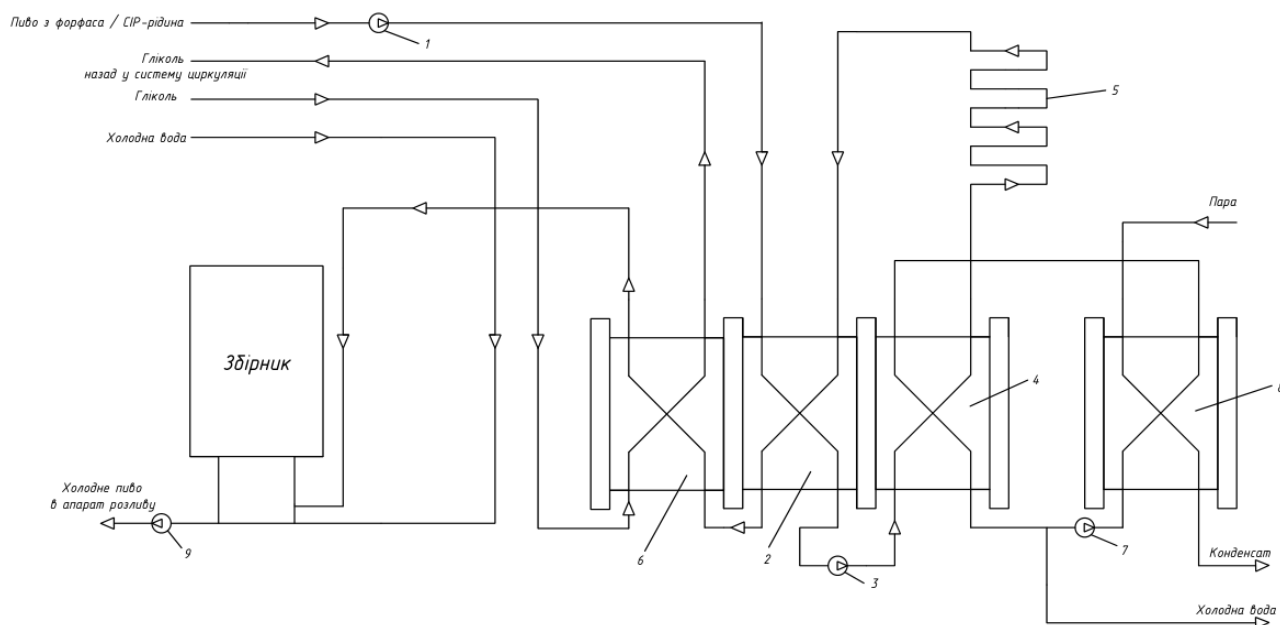 Пиво з форфаса / CIP-рідина
1
Гліколь
назад у систему циркуляції
Гліколь
5
Холодна вода
Пара
Збірник
4
8
Холодне пиво
в апарат розливу
9
6
2
3
7
Конденсат
Холодна вода